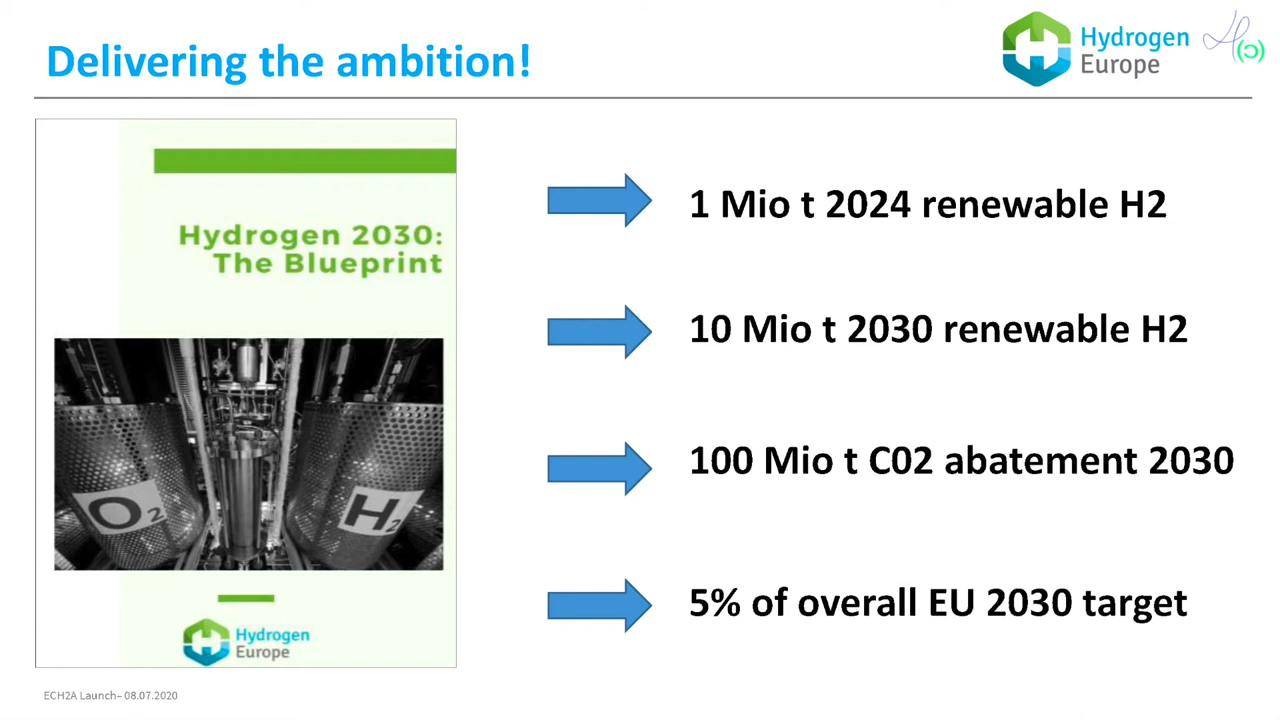 Delivering the ambition!
Hydrogen
Europe
Hydrogen 2030:
The Blueprint
O2
H2
Hydrogen
Europe
1 Mio t 2024 renewable H2
10 Mio t 2030 renewable H2
100 Mio t C02 abatement 2030
5% of overall EU 2030 target
ECH2A Launch– 08.07.2020